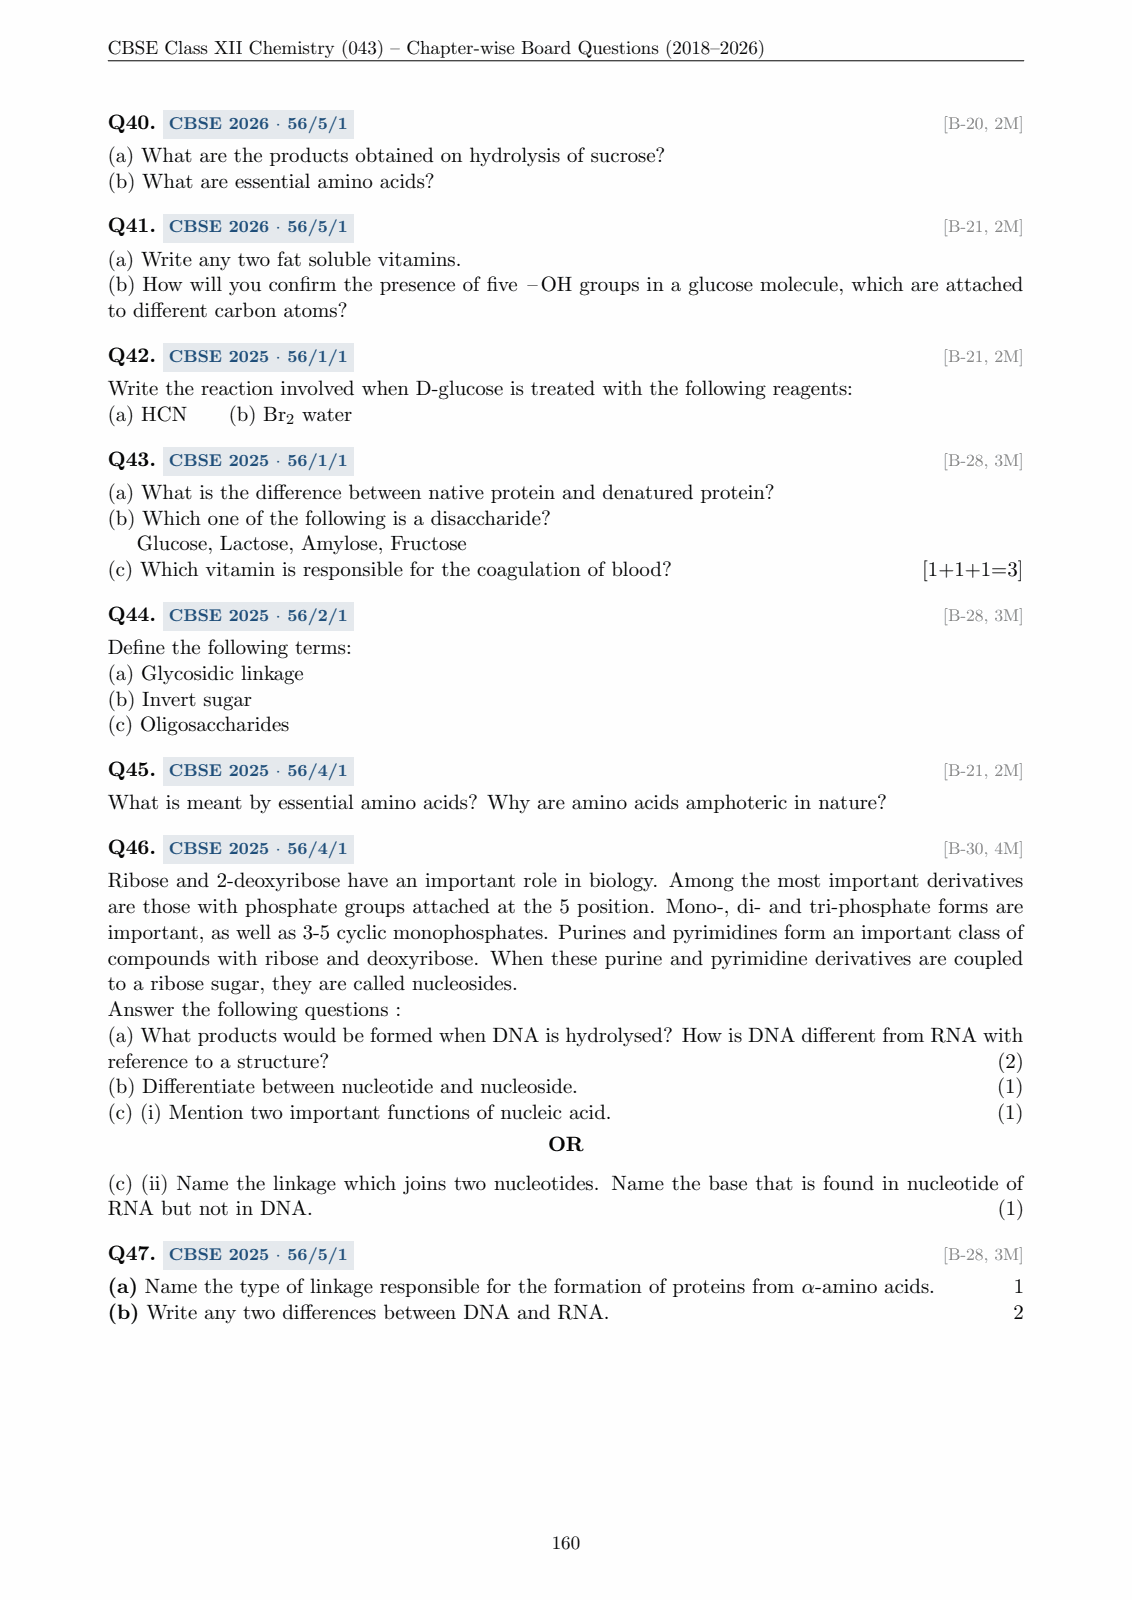 CBSE Class XII Chemistry (043) – Chapter-wise Board Questions (2018–2026)
Q40. CBSE 2026 · 56/5/1 [B-20, 2M]
(a) What are the products obtained on hydrolysis of sucrose?
(b) What are essential amino acids?
Q41. CBSE 2026 · 56/5/1 [B-21, 2M]
(a) Write any two fat soluble vitamins.
(b) How will you confirm the presence of five –OH groups in a glucose molecule, which are attached
to different carbon atoms?
Q42. CBSE 2025 · 56/1/1 [B-21, 2M]
Write the reaction involved when D-glucose is treated with the following reagents:
(a) HCN (b) Br₂ water
Q43. CBSE 2025 · 56/1/1 [B-28, 3M]
(a) What is the difference between native protein and denatured protein?
(b) Which one of the following is a disaccharide?
Glucose, Lactose, Amylose, Fructose
(c) Which vitamin is responsible for the coagulation of blood? [1+1+1=3]
Q44. CBSE 2025 · 56/2/1 [B-28, 3M]
Define the following terms:
(a) Glycosidic linkage
(b) Invert sugar
(c) Oligosaccharides
Q45. CBSE 2025 · 56/4/1 [B-21, 2M]
What is meant by essential amino acids? Why are amino acids amphoteric in nature?
Q46. CBSE 2025 · 56/4/1 [B-30, 4M]
Ribose and 2-deoxyribose have an important role in biology. Among the most important derivatives
are those with phosphate groups attached at the 5 position. Mono-, di- and tri-phosphate forms are
important, as well as 3-5 cyclic monophosphates. Purines and pyrimidines form an important class of
compounds with ribose and deoxyribose. When these purine and pyrimidine derivatives are coupled
to a ribose sugar, they are called nucleosides.
Answer the following questions :
(a) What products would be formed when DNA is hydrolysed? How is DNA different from RNA with
reference to a structure? (2)
(b) Differentiate between nucleotide and nucleoside. (1)
(c) (i) Mention two important functions of nucleic acid. (1)
OR
(c) (ii) Name the linkage which joins two nucleotides. Name the base that is found in nucleotide of
RNA but not in DNA. (1)
Q47. CBSE 2025 · 56/5/1 [B-28, 3M]
(a) Name the type of linkage responsible for the formation of proteins from α-amino acids. 1
(b) Write any two differences between DNA and RNA. 2
160